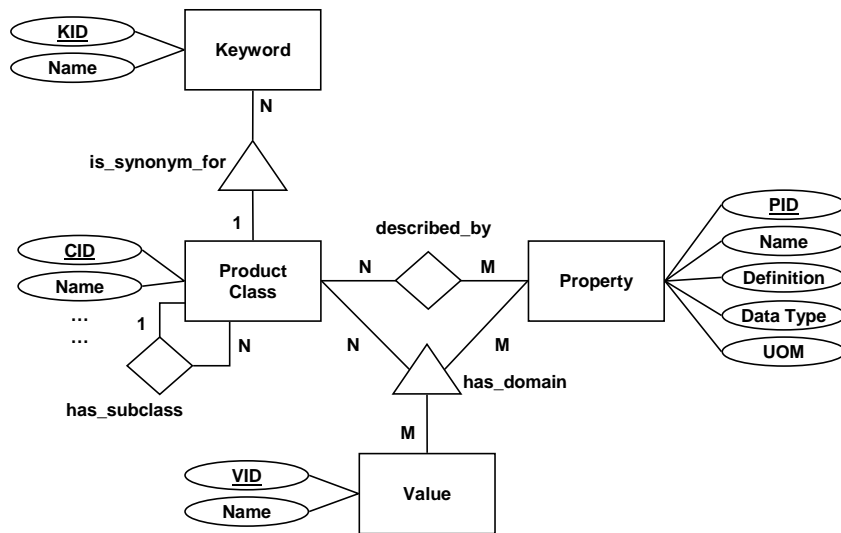 KID
Name
Keyword
N
is_synonym_for
1
described_by
CID
Name
…
…
Product
Class
N
M
Property
PID
Name
Definition
Data Type
UOM
1
N
has_subclass
N
M
has_domain
M
VID
Name
Value